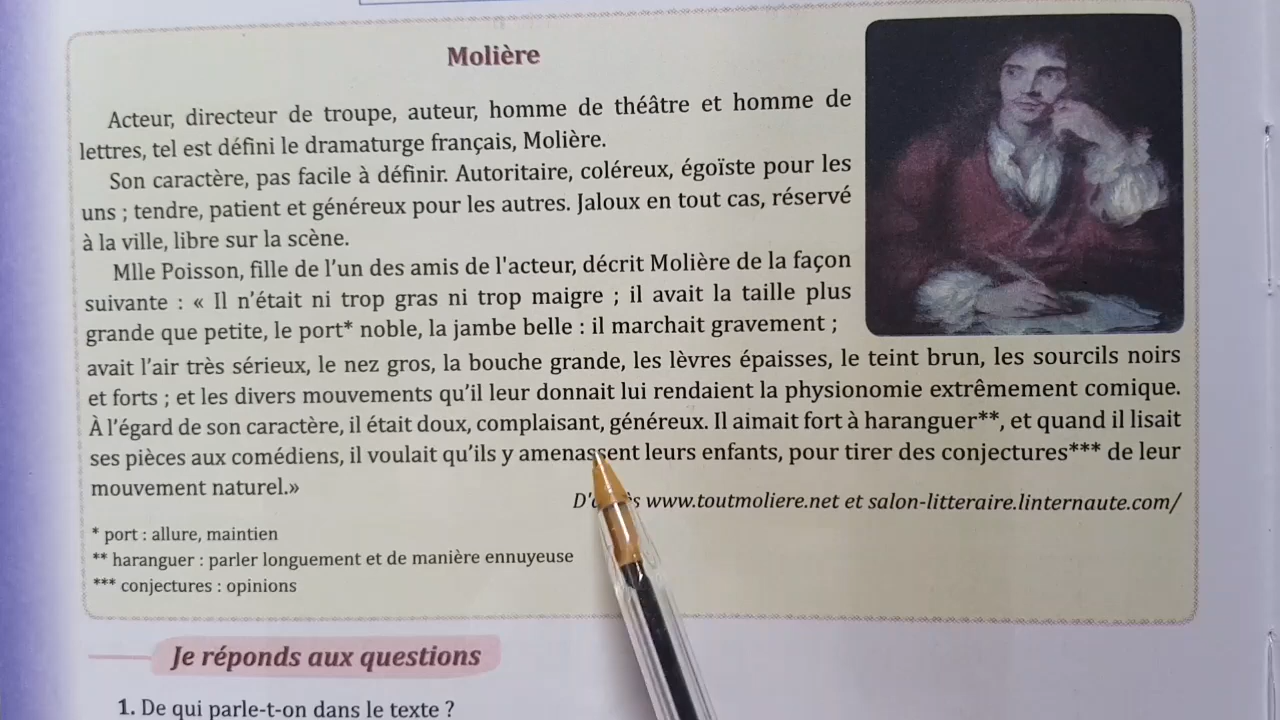 Molière
Acteur, directeur de troupe, auteur, homme de théâtre et homme de
lettres, tel est défini le dramaturge français, Molière.
Son caractère, pas facile à définir. Autoritaire, coléreux, égoïste pour les
uns ; tendre, patient et généreux pour les autres. Jaloux en tout cas, réservé
à la ville, libre sur la scène.
Mlle Poisson, fille de l'un des amis de l'acteur, décrit Molière de la façon
suivante : « Il n'était ni trop gras ni trop maigre ; il avait la taille plus
grande que petite, le port* noble, la jambe belle : il marchait gravement ;
avait l'air très sérieux, le nez gros, la bouche grande, les lèvres épaisses, le teint brun, les sourcils noirs
et forts ; et les divers mouvements qu'il leur donnait lui rendaient la physionomie extrêmement comique.
À l'égard de son caractère, il était doux, complaisant, généreux. Il aimait fort à haranguer**, et quand il lisait
ses pièces aux comédiens, il voulait qu'ils y amenassent leurs enfants, pour tirer des conjectures*** de leur
mouvement naturel.»
www.toutmoliere.net et salon-litteraire.linternaute.com/
* port : allure, maintien
** haranguer : parler longuement et de manière ennuyeuse
*** conjectures : opinions
Je réponds aux questions
1. De qui parle-t-on dans le texte ?